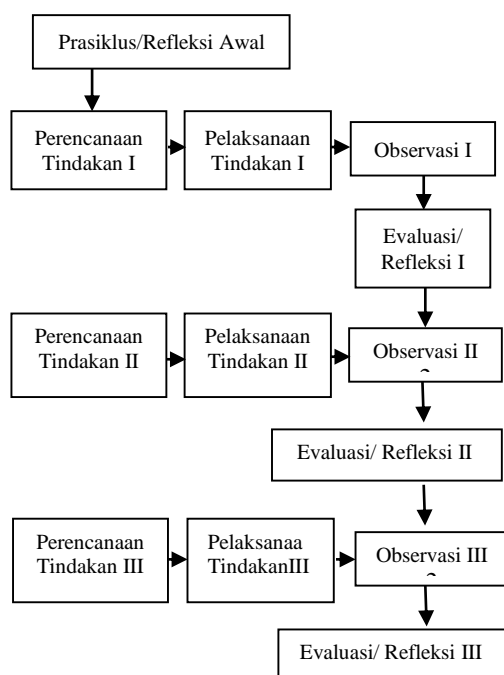 Prasiklus/Refleksi Awal
Perencanaan
Tindakan I
Pelaksanaan
Tindakan I
Observasi I
Evaluasi/
Refleksi I
Perencanaan
Tindakan II
Pelaksanaan
Tindakan II
Observasi II
Evaluasi/ Refleksi II
Perencanaan
Tindakan III
Pelaksanaa
TindakanIII
Observasi III
Evaluasi/ Refleksi III